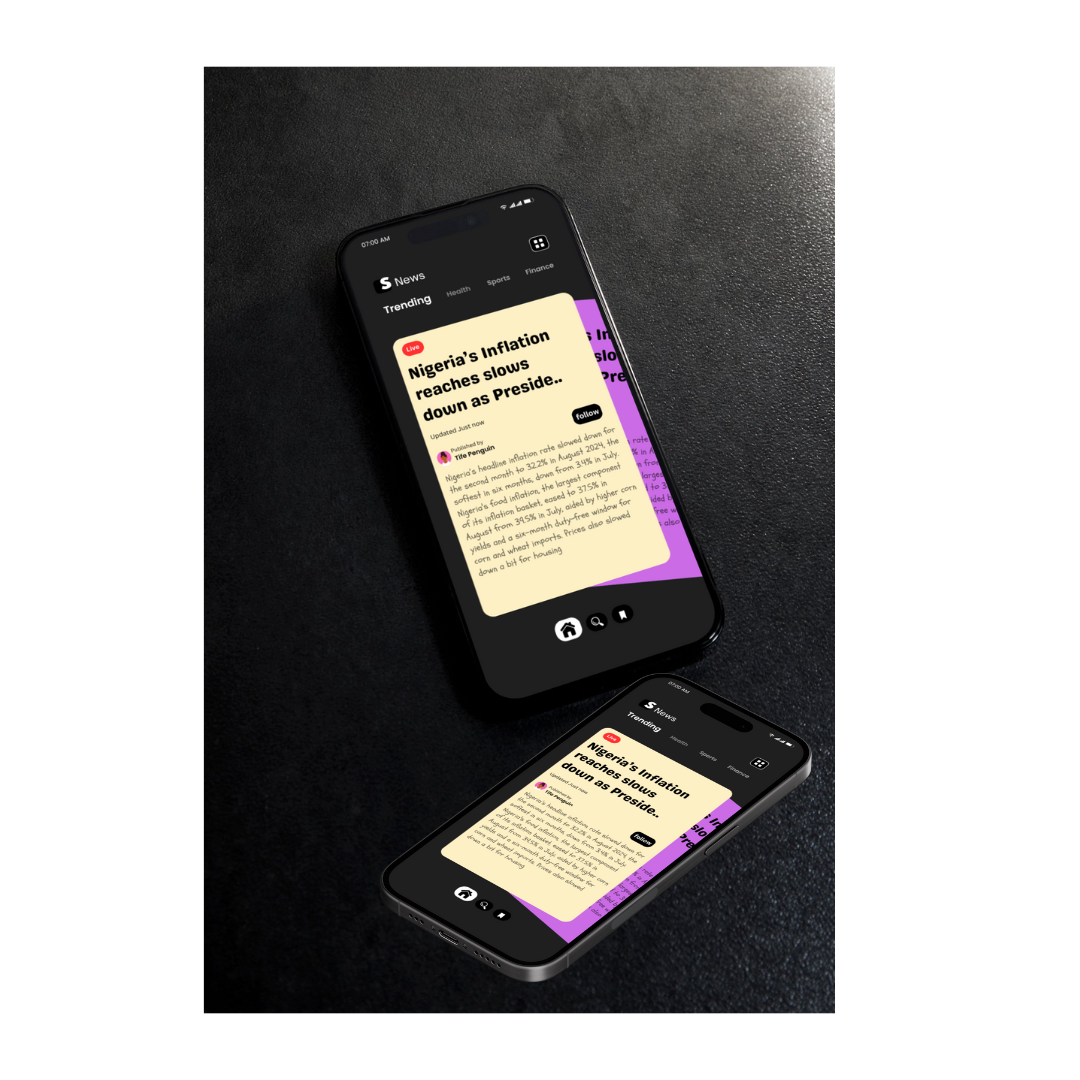 07:00 AM
S News
Trending Health Sports Finance
Live
Nigeria's Inflation
reaches slows
down as Preside..
Updated Just now
follow
Published by
Tife Penguin
Nigeria's headline inflation rate slowed down for
the second month to 32.2% in August 2024, the
softest in six months, down from 34% in July.
Nigeria's food inflation, the largest component
of its inflation basket, eased to 37.5% in
August from 39.5% in July, aided by higher corn
yields and a six-month duty-free window for
corn and wheat imports. Prices also slowed
down a bit for housing
s In
slo
Pre
07:00 AM
S News
Trending Health Sports Finance
Live
Nigeria's Inflation
reaches slows
down as Preside..
Updated Just now
Published by
Tife Penguin
follow
Nigeria's headline inflation rate slowed down for
the second month to 32.2% in August 2024, the
softest in six months, down from 34% in July.
Nigeria's food inflation, the largest component
of its inflation basket, eased to 37.5% in
August from 39.5% in July, aided by higher corn
yields and a six-month duty-free window for
corn and wheat imports. Prices also slowed
down a bit for housing
s In
slo
Pre